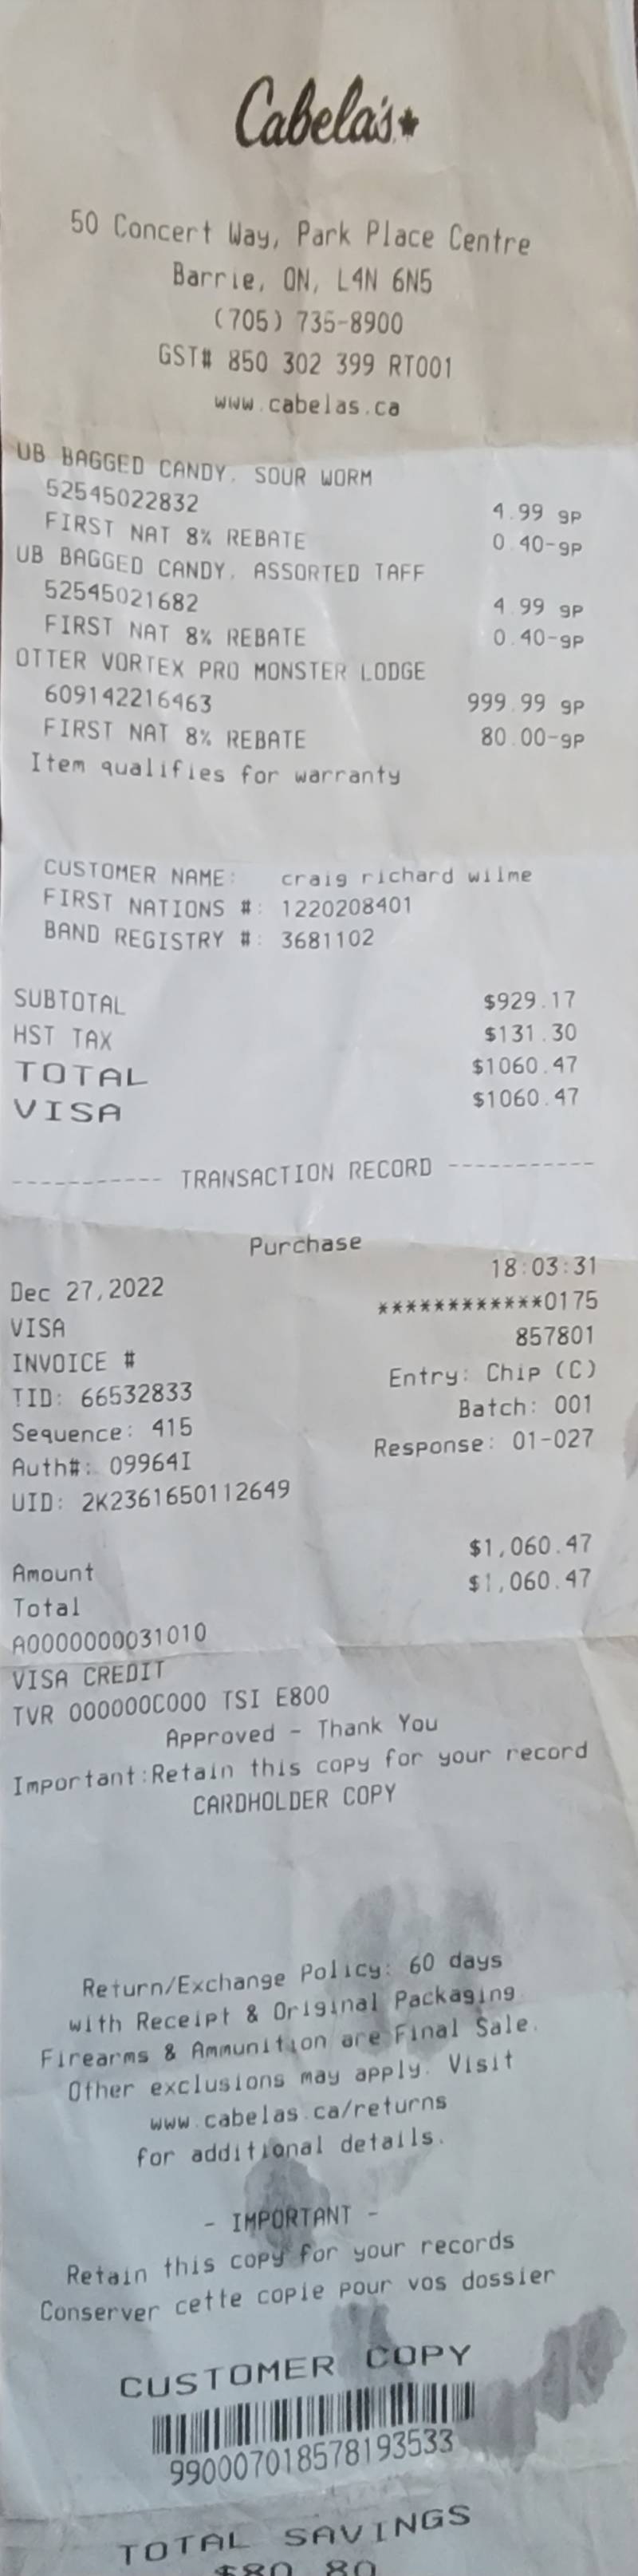 Cabela's
50 Concert Way, Park Place Centre
Barrie, ON, L4N 6N5
(705) 735-8900
GST# 850 302 399 RT001
www.cabelas.ca
UB BAGGED CANDY, SOUR WORM
52545022832 4.99 gP
FIRST NAT 8% REBATE 0.40-gP
UB BAGGED CANDY, ASSORTED TAFF
52545021682 4.99 gP
FIRST NAT 8% REBATE 0.40-gP
OTTER VORTEX PRO MONSTER LODGE
609142216463 999.99 gP
FIRST NAT 8% REBATE 80.00-gP
Item qualifies for warranty
CUSTOMER NAME: craig richard wilme
FIRST NATIONS #: 1220208401
BAND REGISTRY #: 3681102
SUBTOTAL $929.17
HST TAX $131.30
TOTAL $1060.47
VISA $1060.47
----------- TRANSACTION RECORD -----------
Purchase
Dec 27,2022 18:03:31
VISA ************0175
INVOICE # 857801
TID: 66532833 Entry: Chip (C)
Sequence: 415 Batch: 001
Auth#: 09964I Response: 01-027
UID: 2K2361650112649
Amount $1,060.47
Total $1,060.47
A0000000031010
VISA CREDIT
TVR 000000C000 TSI E800
Approved - Thank You
Important:Retain this copy for your record
CARDHOLDER COPY
Return/Exchange Policy: 60 days
with Receipt & Original Packaging.
Firearms & Ammunition are Final Sale.
Other exclusions may apply. Visit
www.cabelas.ca/returns
for additional details.
- IMPORTANT -
Retain this copy for your records
Conserver cette copie pour vos dossier
CUSTOMER COPY
990007018578193533
TOTAL SAVINGS
$80.80